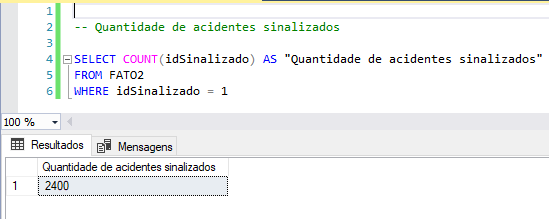 1
2 -- Quantidade de acidentes sinalizados
3
4 SELECT COUNT(idSinalizado) AS "Quantidade de acidentes sinalizados"
5 FROM FATO2
6 WHERE idSinalizado = 1
100 %
Resultados Mensagens
Quantidade de acidentes sinalizados
1 2400